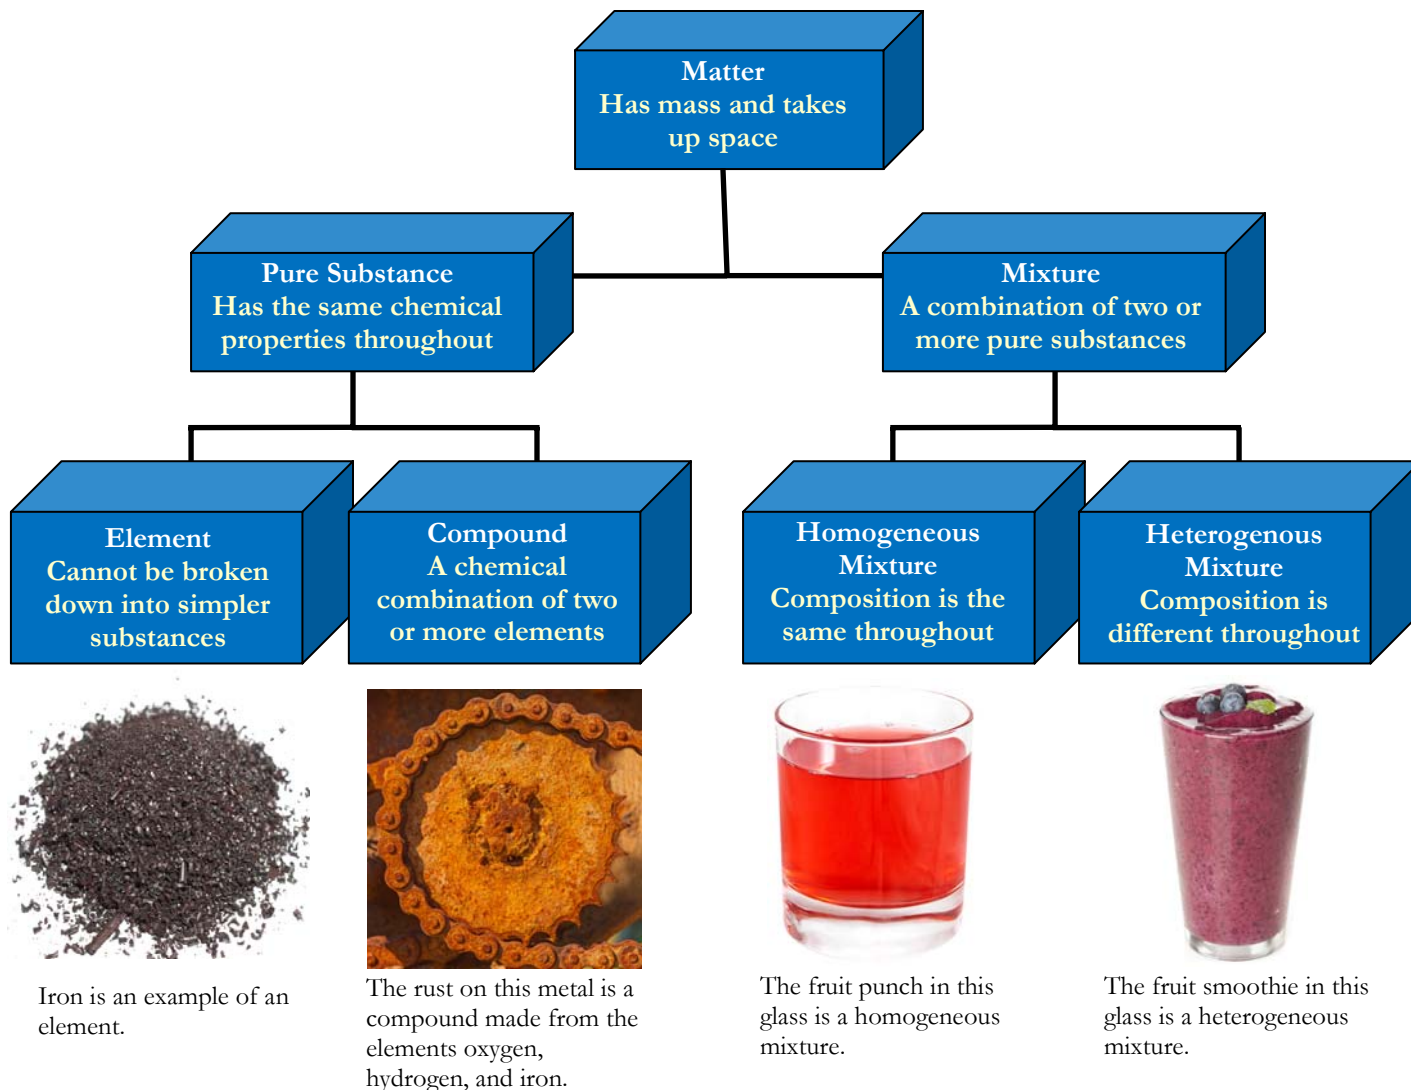 Matter
Has mass and takes
up space
Pure Substance
Has the same chemical
properties throughout
Mixture
A combination of two or
more pure substances
Element
Cannot be broken
down into simpler
substances
Compound
A chemical
combination of two
or more elements
Homogeneous
Mixture
Composition is the
same throughout
Heterogenous
Mixture
Composition is
different throughout
Iron is an example of an
element.
The rust on this metal is a
compound made from the
elements oxygen,
hydrogen, and iron.
The fruit punch in this
glass is a homogeneous
mixture.
The fruit smoothie in this
glass is a heterogeneous
mixture.